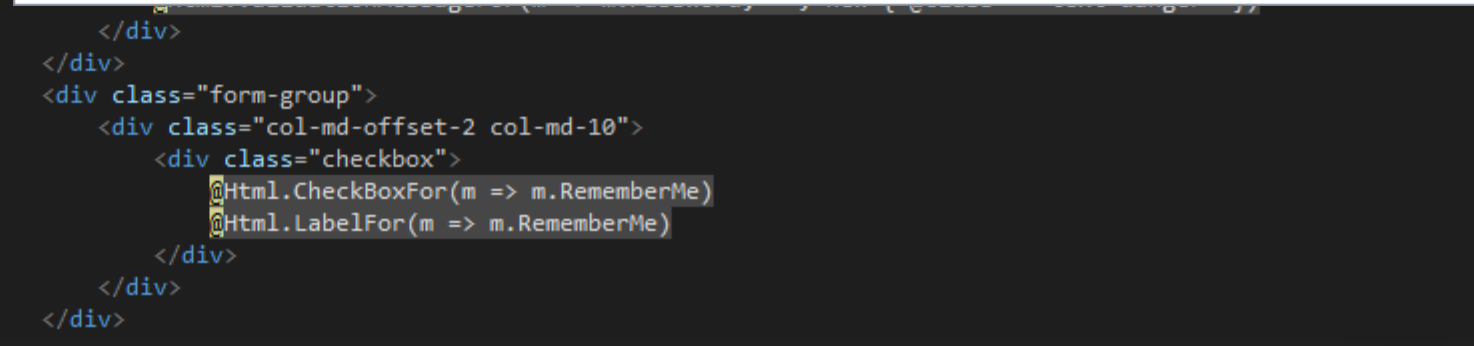 </div>
</div>
<div class="form-group">
<div class="col-md-offset-2 col-md-10">
<div class="checkbox">
@Html.CheckBoxFor(m => m.RememberMe)
@Html.LabelFor(m => m.RememberMe)
</div>
</div>
</div>